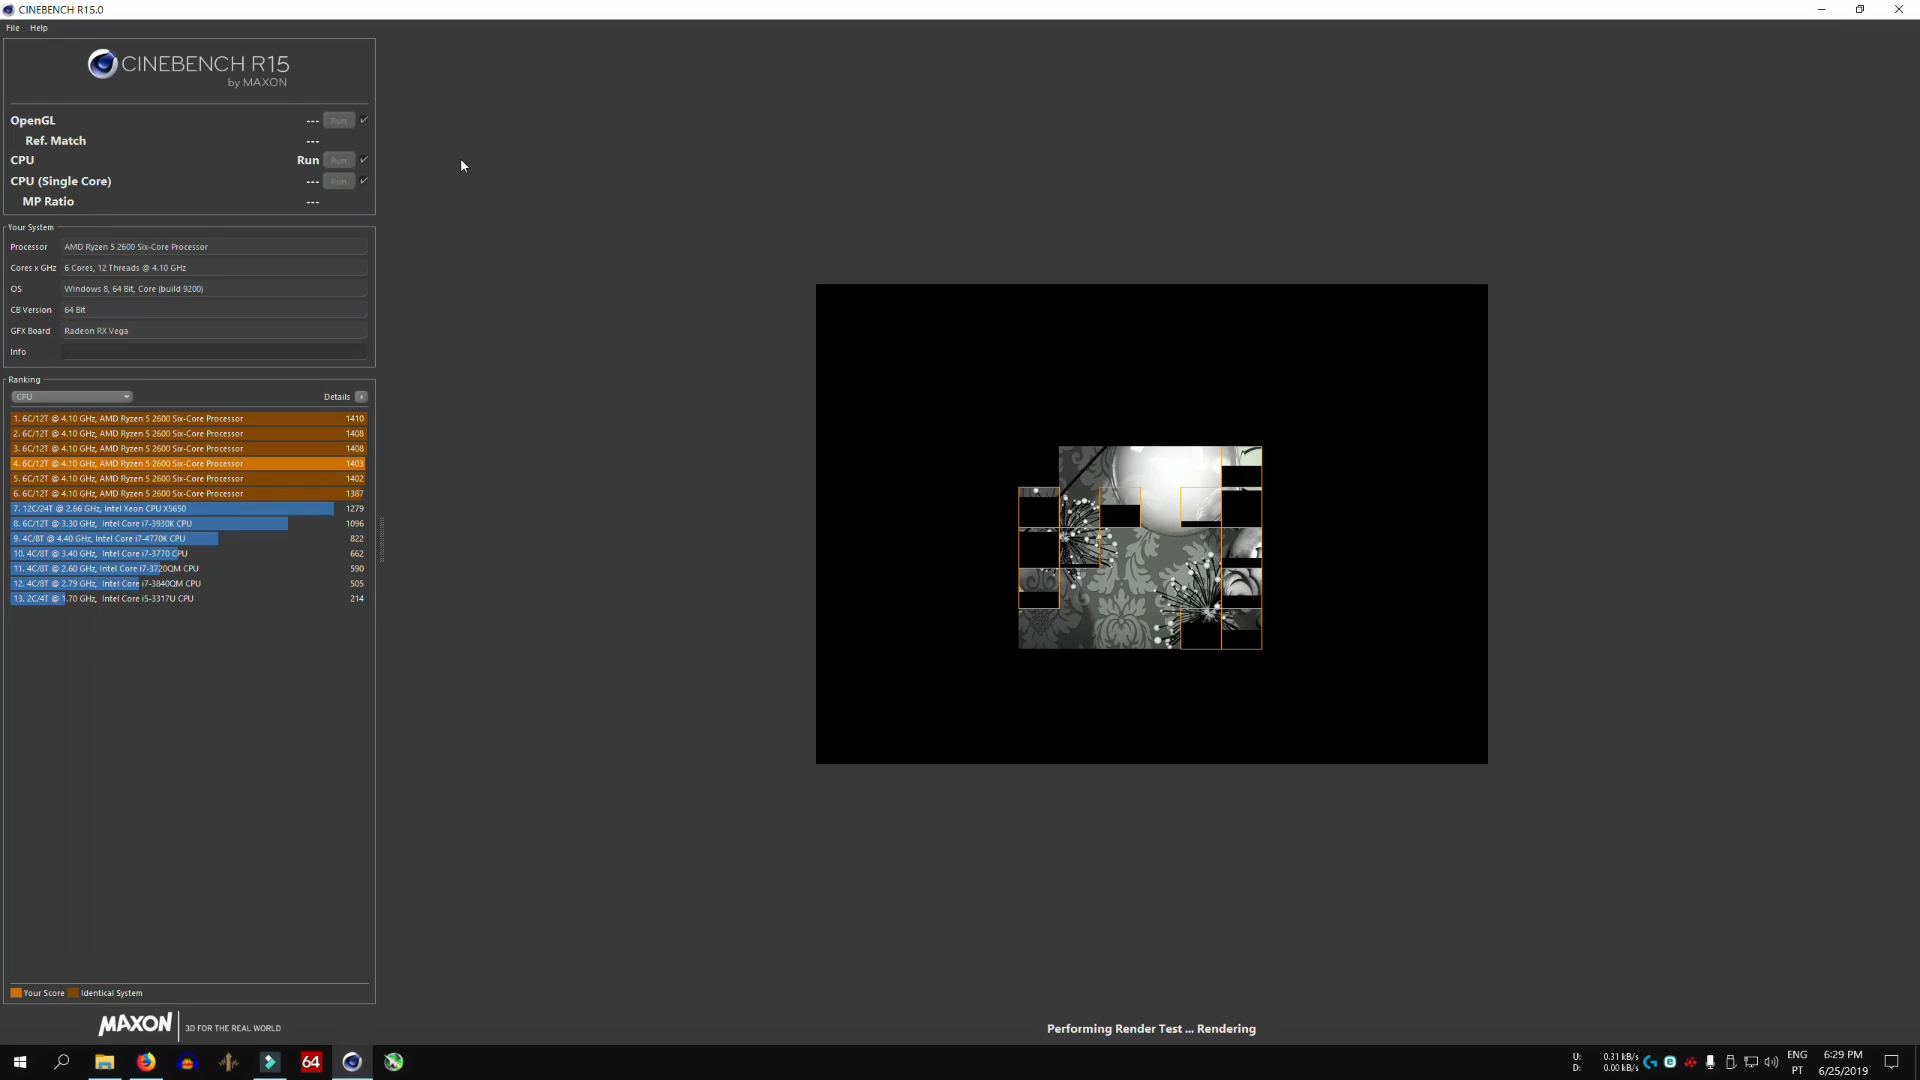 CINEBENCH R15.0
File Help
CINEBENCH R15
by MAXON
OpenGL --- Run
Ref. Match ---
CPU Run Run
CPU (Single Core) --- Run
MP Ratio ---
Your System
Processor AMD Ryzen 5 2600 Six-Core Processor
Cores x GHz 6 Cores, 12 Threads @ 4.10 GHz
OS Windows 8, 64 Bit, Core (build 9200)
CB Version 64 Bit
GFX Board Radeon RX Vega
Info
Ranking
CPU Details
1. 6C/12T @ 4.10 GHz, AMD Ryzen 5 2600 Six-Core Processor 1410
2. 6C/12T @ 4.10 GHz, AMD Ryzen 5 2600 Six-Core Processor 1408
3. 6C/12T @ 4.10 GHz, AMD Ryzen 5 2600 Six-Core Processor 1408
4. 6C/12T @ 4.10 GHz, AMD Ryzen 5 2600 Six-Core Processor 1403
5. 6C/12T @ 4.10 GHz, AMD Ryzen 5 2600 Six-Core Processor 1402
6. 6C/12T @ 4.10 GHz, AMD Ryzen 5 2600 Six-Core Processor 1387
7. 12C/24T @ 2.66 GHz, Intel Xeon CPU X5650 1279
8. 6C/12T @ 3.30 GHz, Intel Core i7-3930K CPU 1096
9. 4C/8T @ 4.40 GHz, Intel Core i7-4770K CPU 822
10. 4C/8T @ 3.40 GHz, Intel Core i7-3770 CPU 662
11. 4C/8T @ 2.60 GHz, Intel Core i7-3720QM CPU 590
12. 4C/8T @ 2.79 GHz, Intel Core i7-3840QM CPU 505
13. 2C/4T @ 1.70 GHz, Intel Core i5-3317U CPU 214
Your Score Identical System
MAXON 3D FOR THE REAL WORLD
Performing Render Test ... Rendering
64
U: 0.31 kB/s
D: 0.00 kB/s
ENG
PT
6:29 PM
6/25/2019